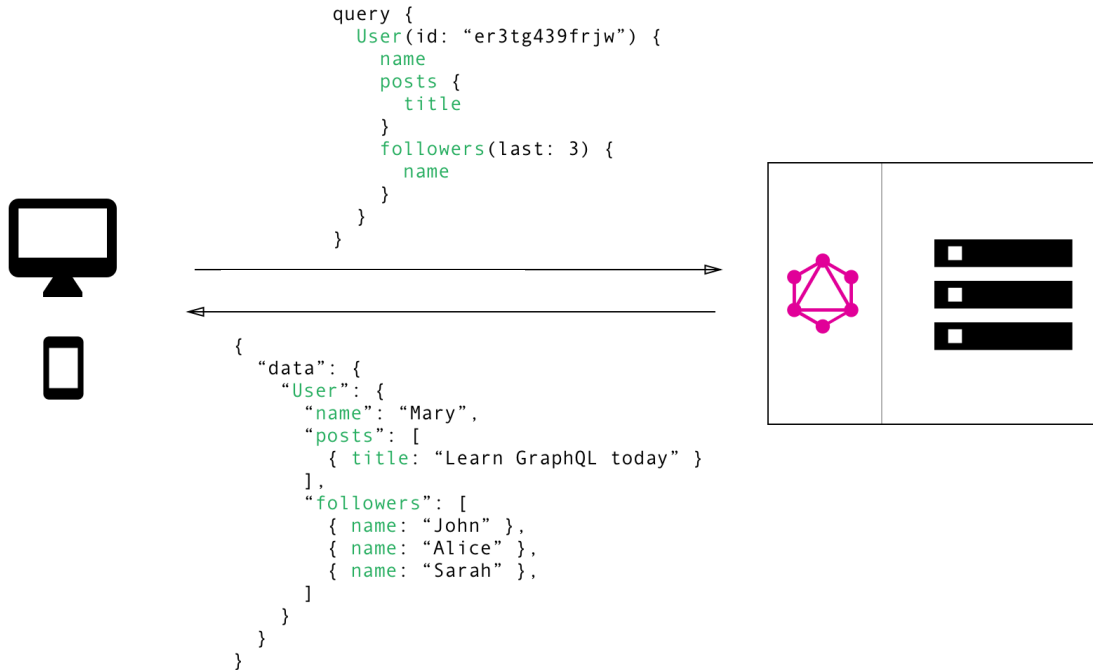 query {
  User(id: “er3tg439frjw”) {
    name
    posts {
      title
    }
    followers(last: 3) {
      name
    }
  }
}
{
  “data”: {
    “User”: {
      “name”: “Mary”,
      “posts”: [
        { title: “Learn GraphQL today” }
      ],
      “followers”: [
        { name: “John” },
        { name: “Alice” },
        { name: “Sarah” },
      ]
    }
  }
}